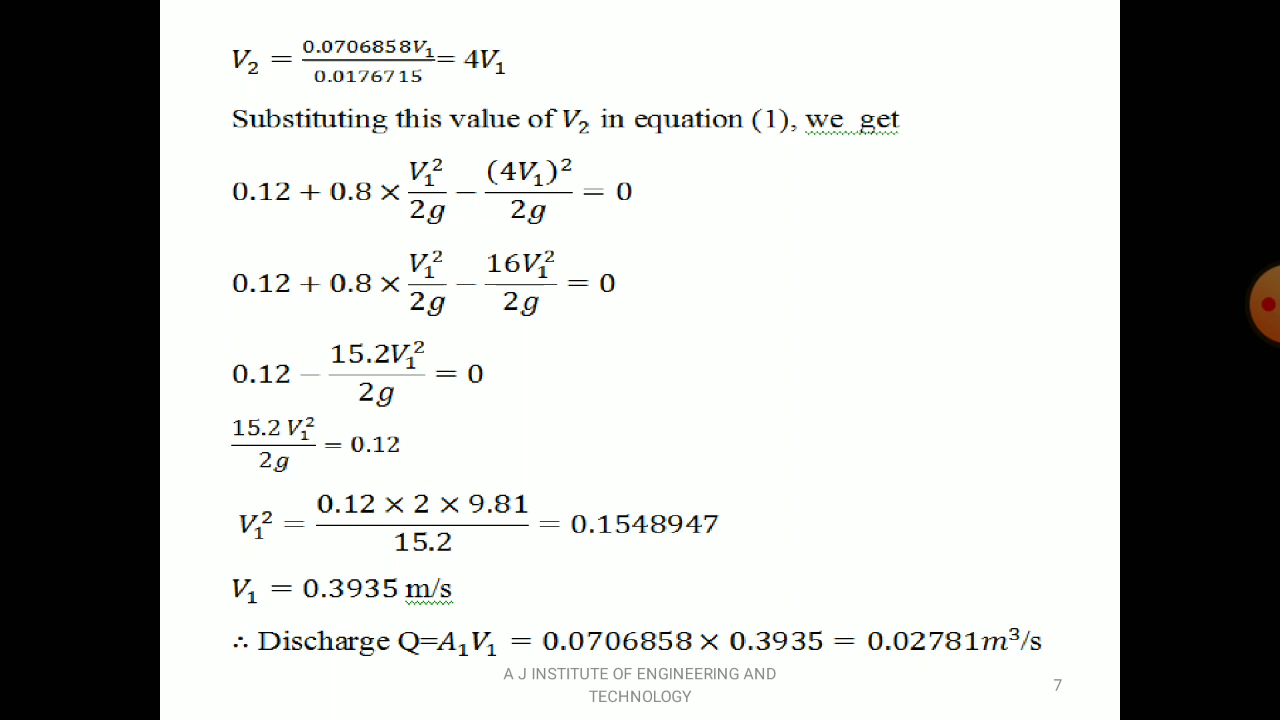 V₂ = 0.0706858V₁/0.0176715 = 4V₁
Substituting this value of V₂ in equation (1), we get
0.12 + 0.8 × V₁²/2g − (4V₁)²/2g = 0
0.12 + 0.8 × V₁²/2g − 16V₁²/2g = 0
0.12 − 15.2V₁²/2g = 0
15.2 V₁²/2g = 0.12
V₁² = 0.12 × 2 × 9.81/15.2 = 0.1548947
V₁ = 0.3935 m/s
∴ Discharge Q=A₁V₁ = 0.0706858 × 0.3935 = 0.02781m³/s
A J INSTITUTE OF ENGINEERING AND
TECHNOLOGY
7